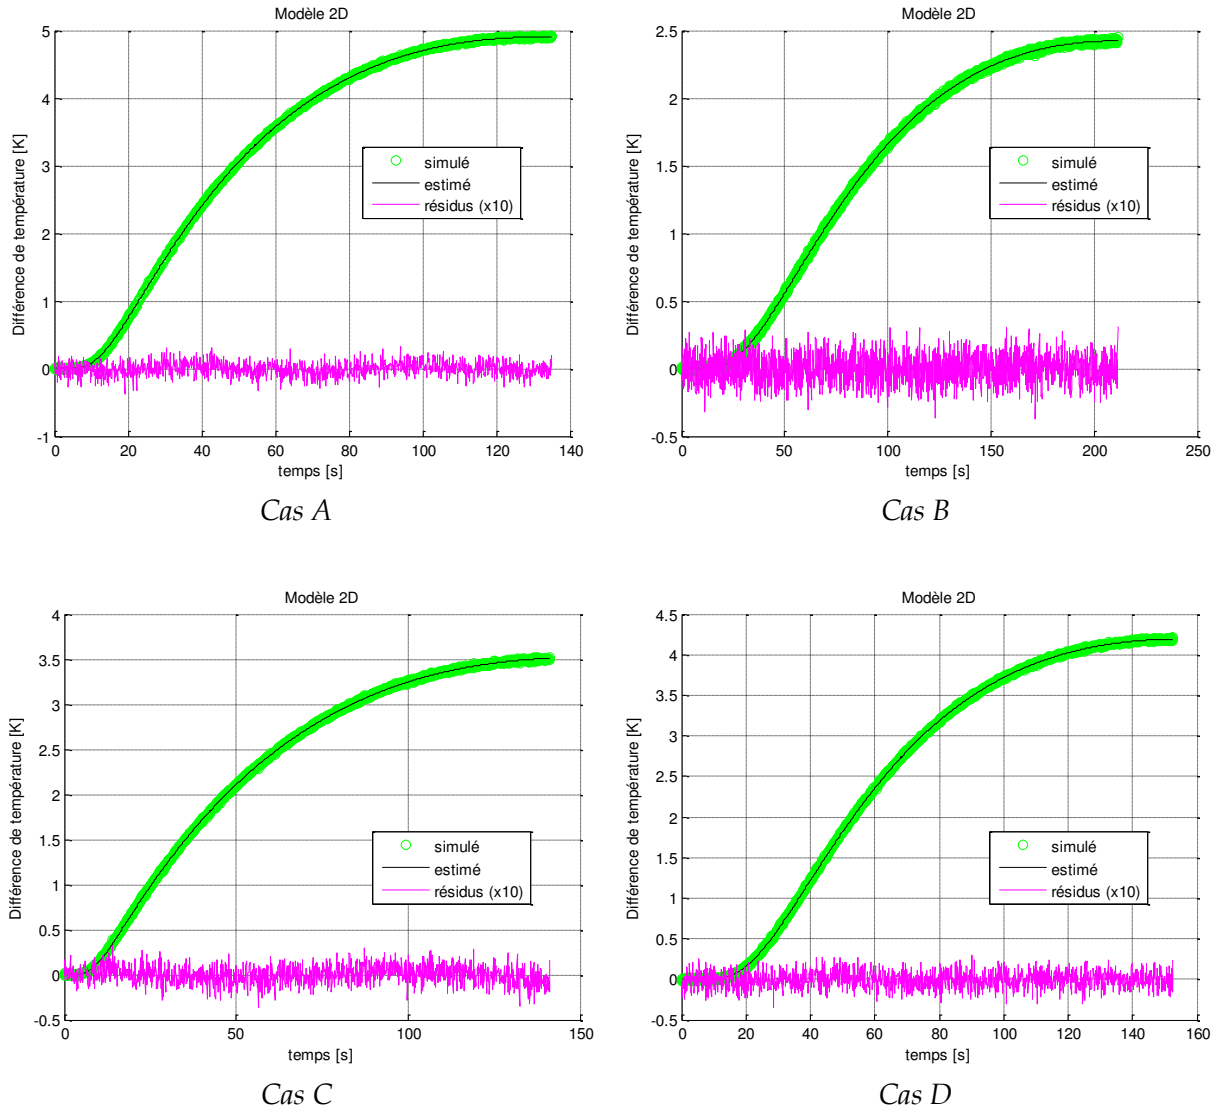 Modèle 2D
5
4
3
2
1
0
-1
0 20 40 60 80 100 120 140
Différence de température [K]
temps [s]
simulé
estimé
résidus (x10)
Cas A
Modèle 2D
2.5
2
1.5
1
0.5
0
-0.5
0 50 100 150 200 250
Différence de température [K]
temps [s]
simulé
estimé
résidus (x10)
Cas B
Modèle 2D
4
3.5
3
2.5
2
1.5
1
0.5
0
-0.5
0 50 100 150
Différence de température [K]
temps [s]
simulé
estimé
résidus (x10)
Cas C
Modèle 2D
4.5
4
3.5
3
2.5
2
1.5
1
0.5
0
-0.5
0 20 40 60 80 100 120 140 160
Différence de température [K]
temps [s]
simulé
estimé
résidus (x10)
Cas D